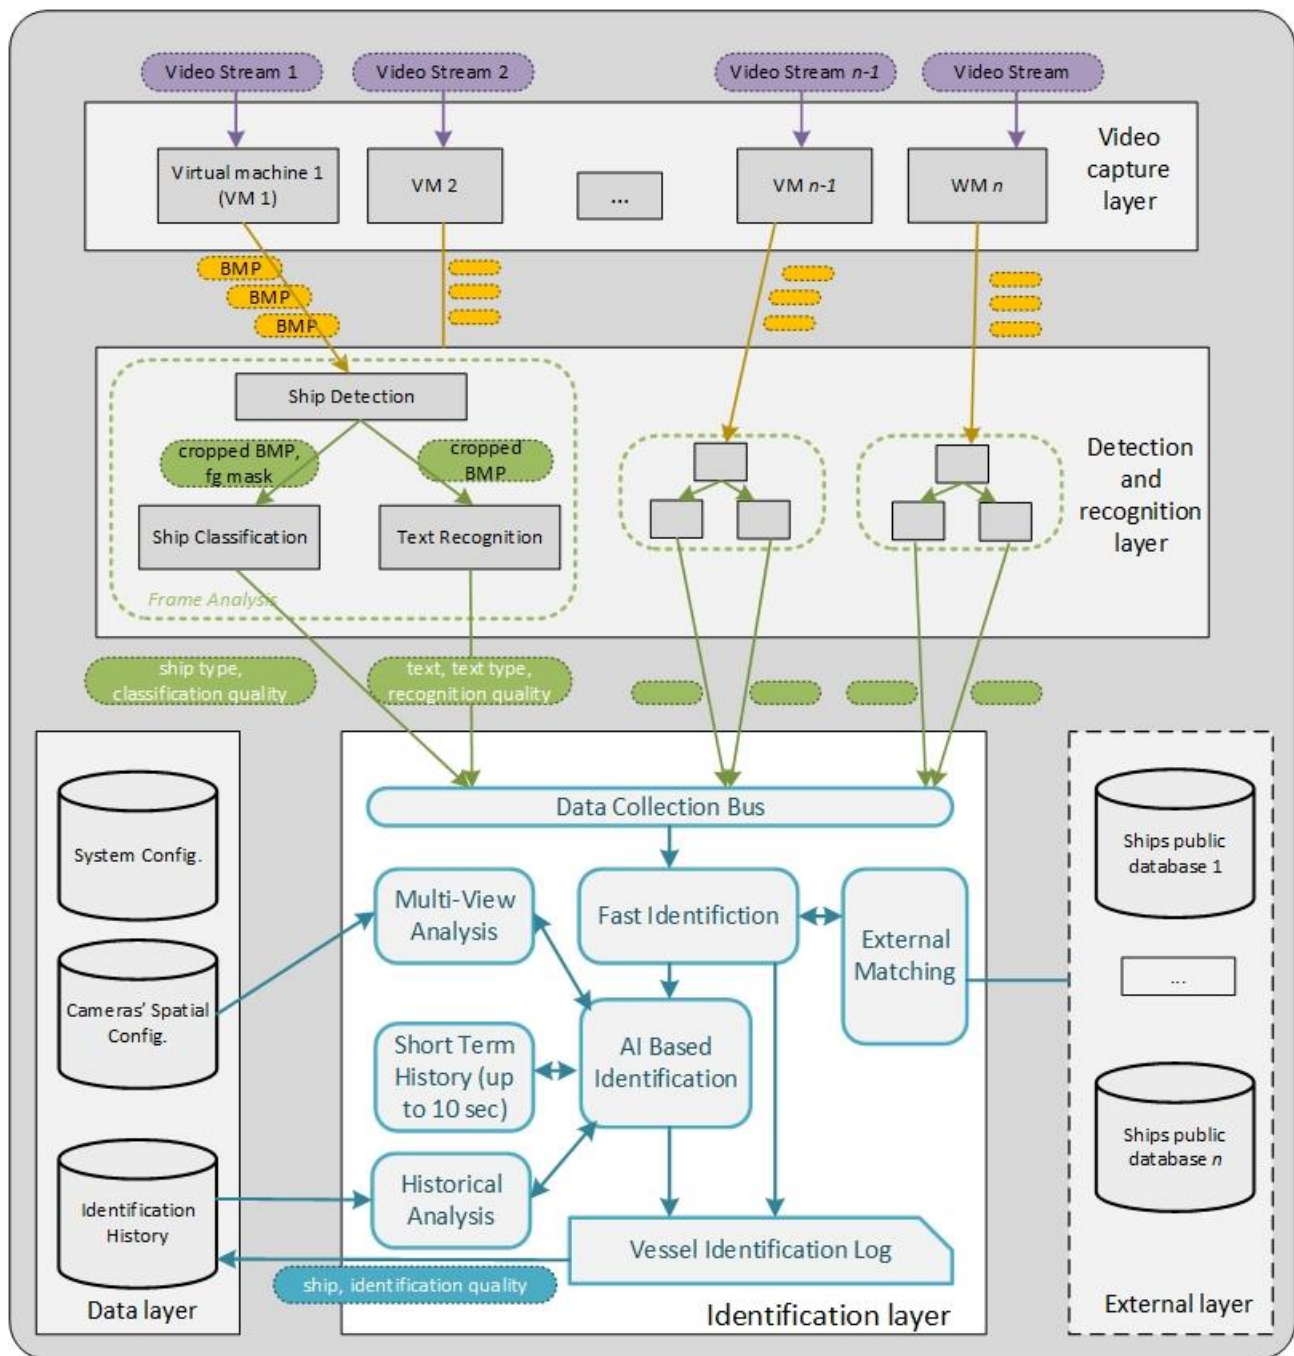 Video Stream 1
Video Stream 2
Video Stream n-1
Video Stream
Virtual machine 1
(VM 1)
VM 2
...
VM n-1
WM n
Video
capture
layer
BMP
BMP
BMP
Ship Detection
cropped BMP,
fg mask
cropped
BMP
Ship Classification
Text Recognition
Frame Analysis
Detection
and
recognition
layer
ship type,
classification quality
text, text type,
recognition quality
System Config.
Cameras' Spatial
Config.
Identification
History
Data layer
Data Collection Bus
Multi-View
Analysis
Fast Identifiction
External
Matching
Short Term
History (up
to 10 sec)
AI Based
Identification
Historical
Analysis
Vessel Identification Log
ship, identification quality
Identification layer
Ships public
database 1
...
Ships public
database n
External layer